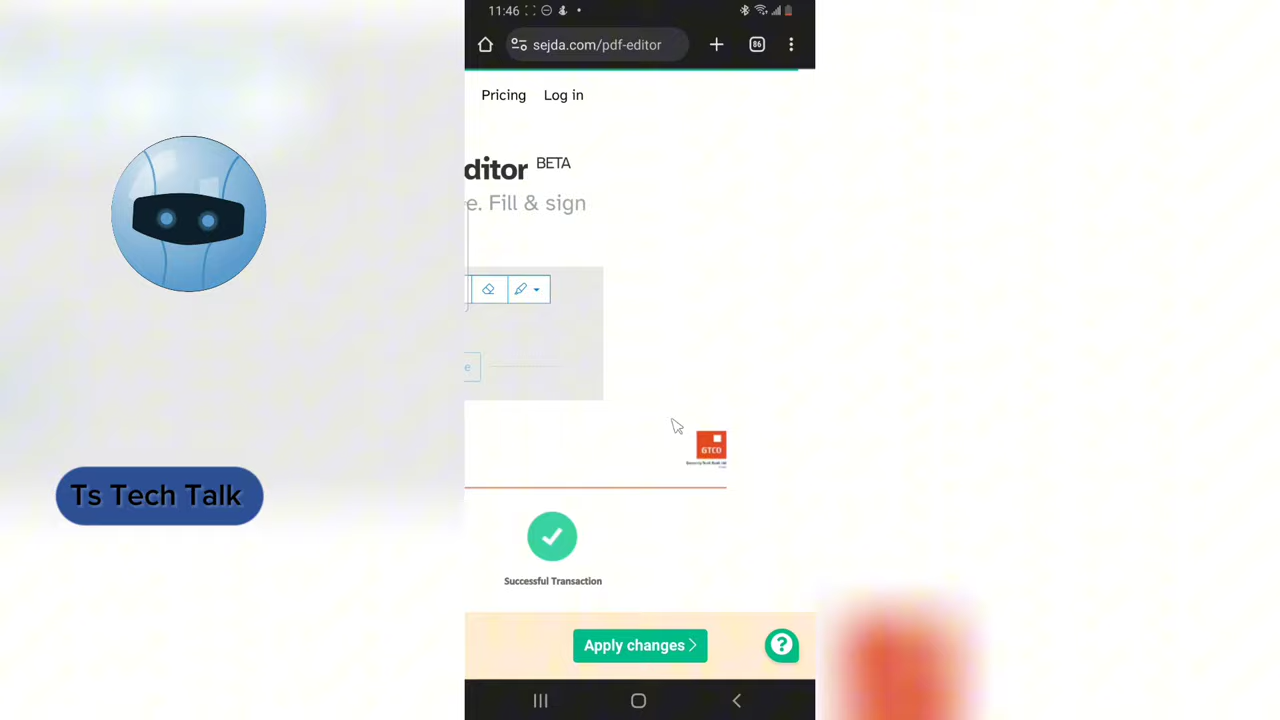 11:46
86
sejda.com/pdf-editor
Pricing Log in
ditor BETA
e. Fill & sign
e
GTCO
Successful Transaction
Apply changes
?
Ts Tech Talk